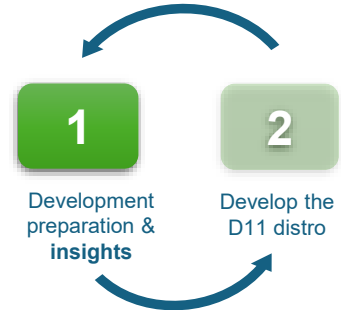 1
Development
preparation &
insights
2
Develop the
D11 distro